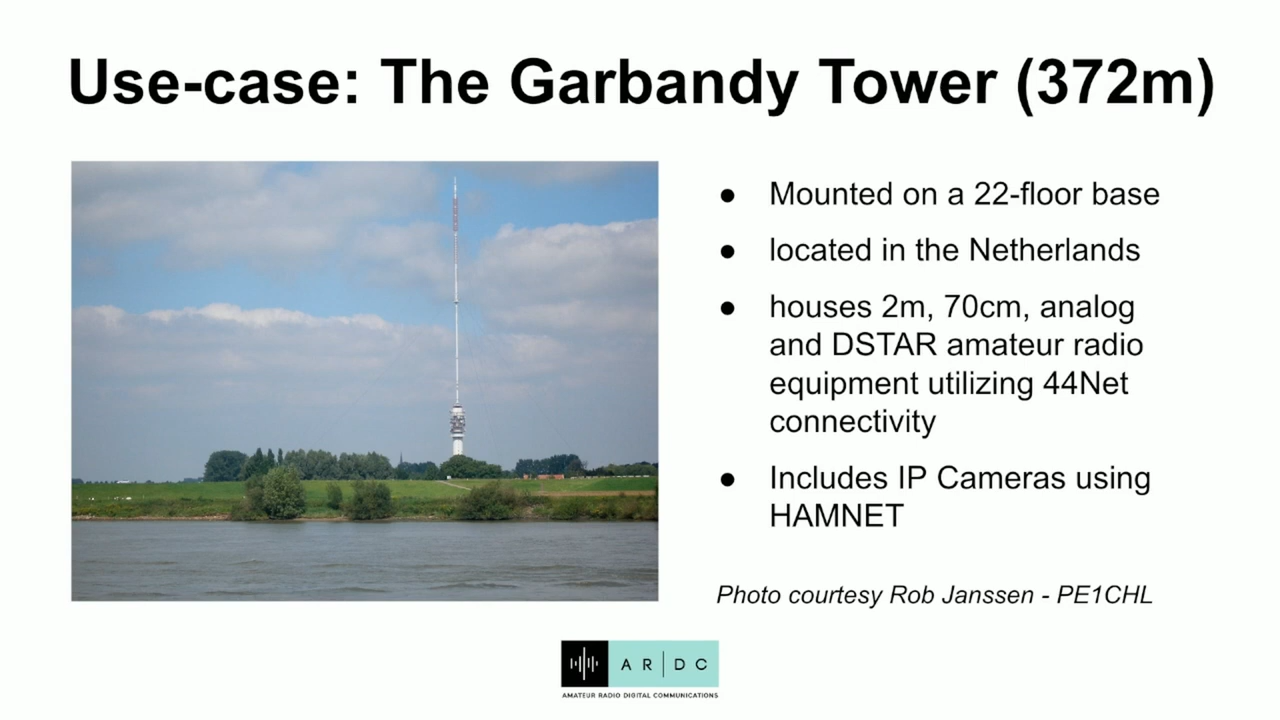 Use-case: The Garbandy Tower (372m)
● Mounted on a 22-floor base
● located in the Netherlands
● houses 2m, 70cm, analog
and DSTAR amateur radio
equipment utilizing 44Net
connectivity
● Includes IP Cameras using
HAMNET
Photo courtesy Rob Janssen - PE1CHL
AR|DC
AMATEUR RADIO DIGITAL COMMUNICATIONS